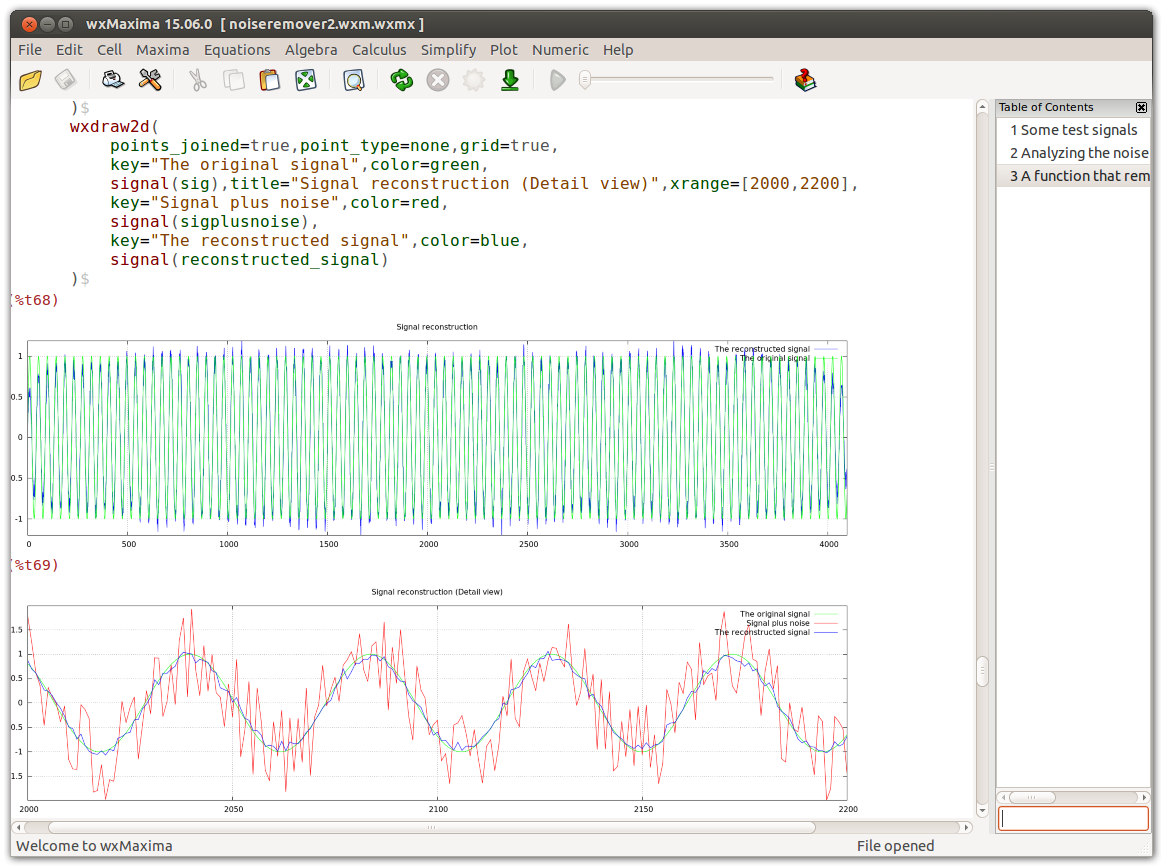 wxMaxima 15.06.0 [ noiseremover2.wxm.wxmx ]
File Edit Cell Maxima Equations Algebra Calculus Simplify Plot Numeric Help
)$
wxdraw2d(
points_joined=true,point_type=none,grid=true,
key="The original signal",color=green,
signal(sig),title="Signal reconstruction (Detail view)",xrange=[2000,2200],
key="Signal plus noise",color=red,
signal(sigplusnoise),
key="The reconstructed signal",color=blue,
signal(reconstructed_signal)
)$
(%t68)
Signal reconstruction
The reconstructed signal
The original signal
1
0.5
0
0.5
-1
0 500 1000 1500 2000 2500 3000 3500 4000
(%t69)
Signal reconstruction (Detail view)
The original signal
Signal plus noise
The reconstructed signal
1.5
1
0.5
0
0.5
-1
1.5
2000 2050 2100 2150 2200
Table of Contents
1 Some test signals
2 Analyzing the noise
3 A function that rem
Welcome to wxMaxima
File opened